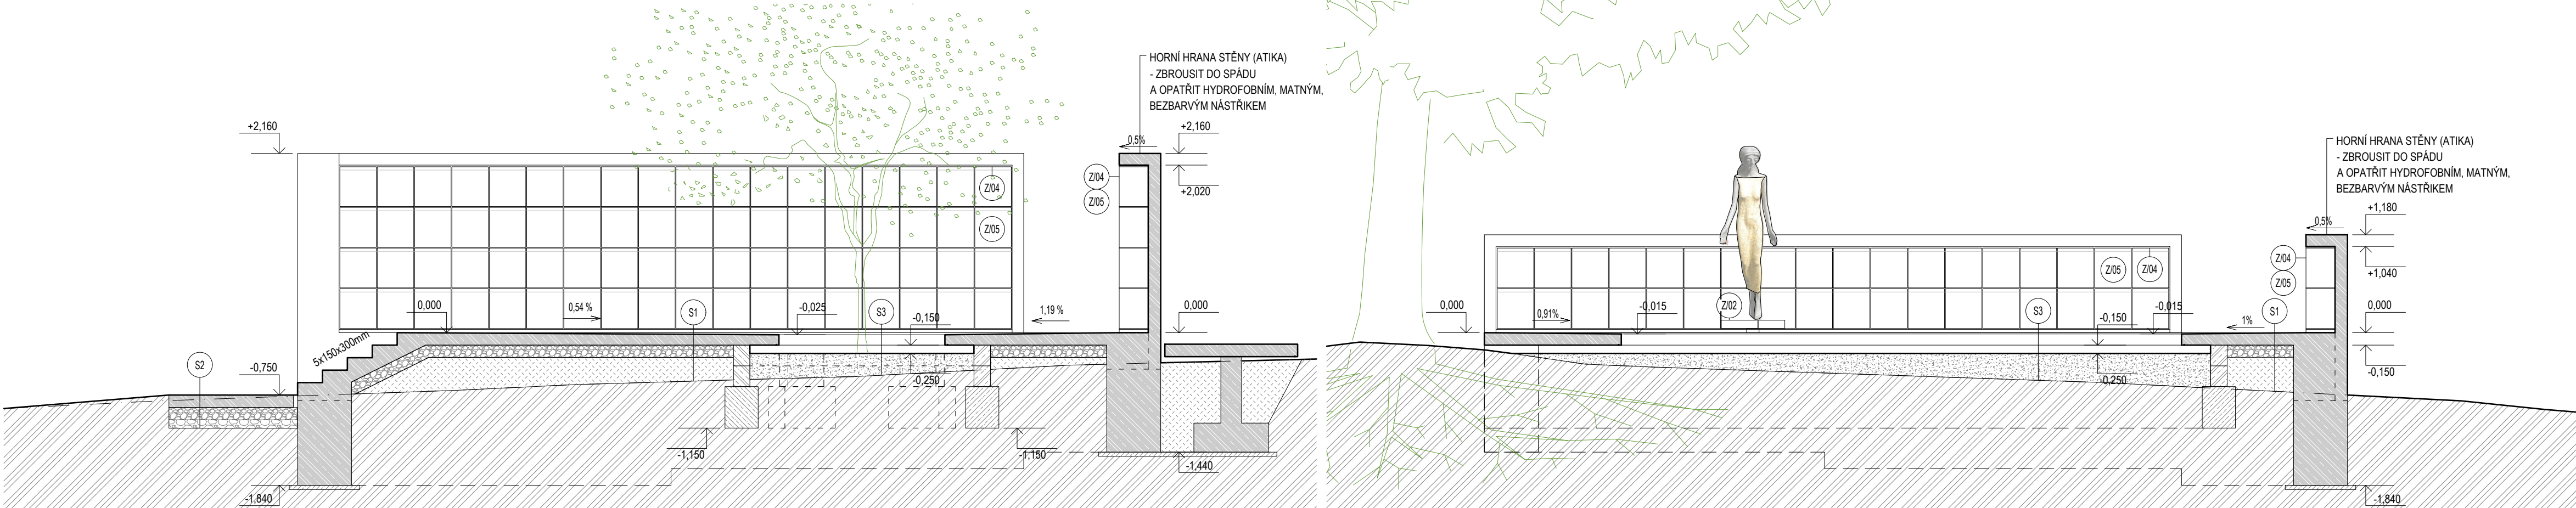 HORNÍ HRANA STĚNY (ATIKA)
- ZBROUSIT DO SPÁDU
A OPATŘIT HYDROFOBNÍM, MATNÝM,
BEZBARVÝM NÁSTŘIKEM
+2,160
+2,160
0,5%
+2,020
Z/04
Z/05
Z/04
Z/05
0,000
0,54 %
S1
-0,025
S3
-0,150
1,19 %
0,000
5x150x300mm
S2
-0,750
-0,250
-1,150
-1,150
-1,440
-1,840
HORNÍ HRANA STĚNY (ATIKA)
- ZBROUSIT DO SPÁDU
A OPATŘIT HYDROFOBNÍM, MATNÝM,
BEZBARVÝM NÁSTŘIKEM
+1,180
0,5%
+1,040
Z/04
Z/05
Z/05
Z/04
0,000
0,91%
-0,015
Z/02
S3
-0,150
-0,015
1%
S1
0,000
-0,150
-0,250
-1,840